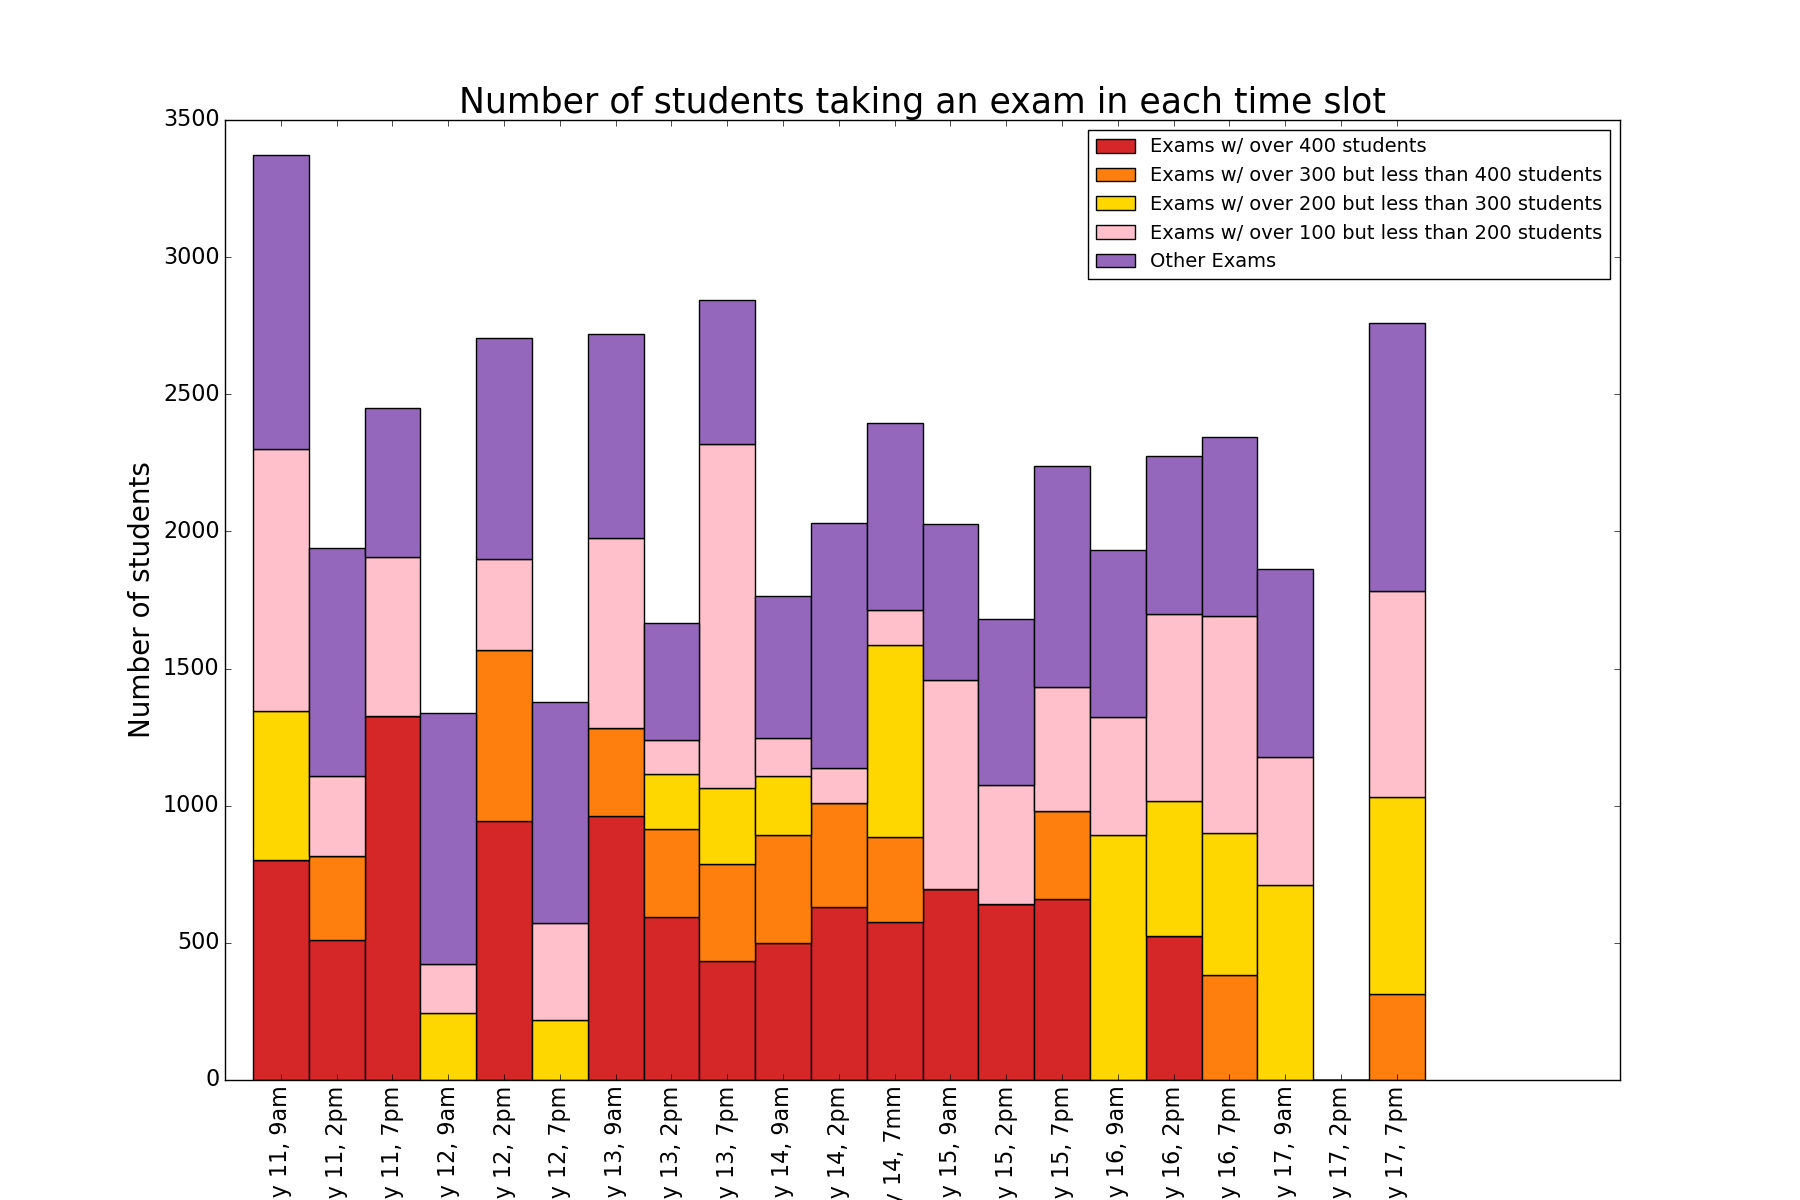 Number of students taking an exam in each time slot
Number of students
3500
3000
2500
2000
1500
1000
500
0
Exams w/ over 400 students
Exams w/ over 300 but less than 400 students
Exams w/ over 200 but less than 300 students
Exams w/ over 100 but less than 200 students
Other Exams
y 11, 9am
y 11, 2pm
y 11, 7pm
y 12, 9am
y 12, 2pm
y 12, 7pm
y 13, 9am
y 13, 2pm
y 13, 7pm
y 14, 9am
y 14, 2pm
y 14, 7mm
y 15, 9am
y 15, 2pm
y 15, 7pm
y 16, 9am
y 16, 2pm
y 16, 7pm
y 17, 9am
y 17, 2pm
y 17, 7pm